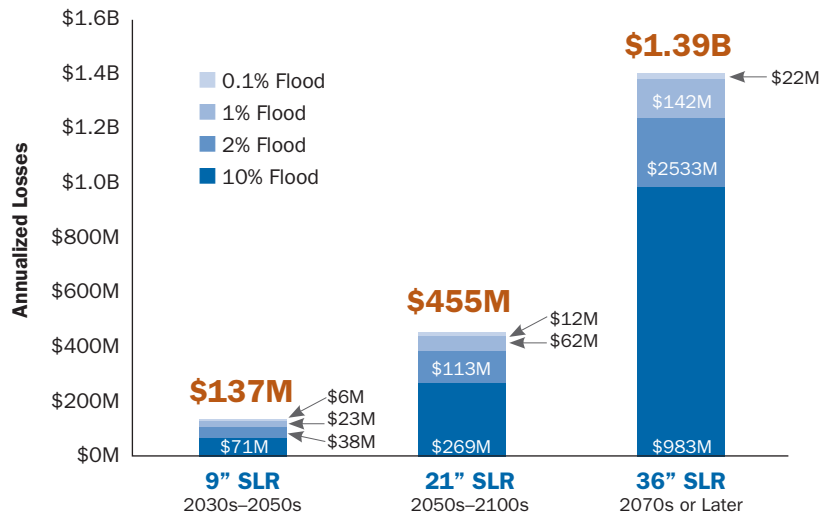 $1.6B
$1.4B
$1.2B
$1.0B
$800M
$600M
$400M
$200M
$0M
Annualized Losses
0.1% Flood
1% Flood
2% Flood
10% Flood
$137M
$6M
$23M
$38M
$71M
$455M
$12M
$62M
$113M
$269M
$1.39B
$22M
$142M
$2533M
$983M
9” SLR
2030s–2050s
21” SLR
2050s–2100s
36” SLR
2070s or Later